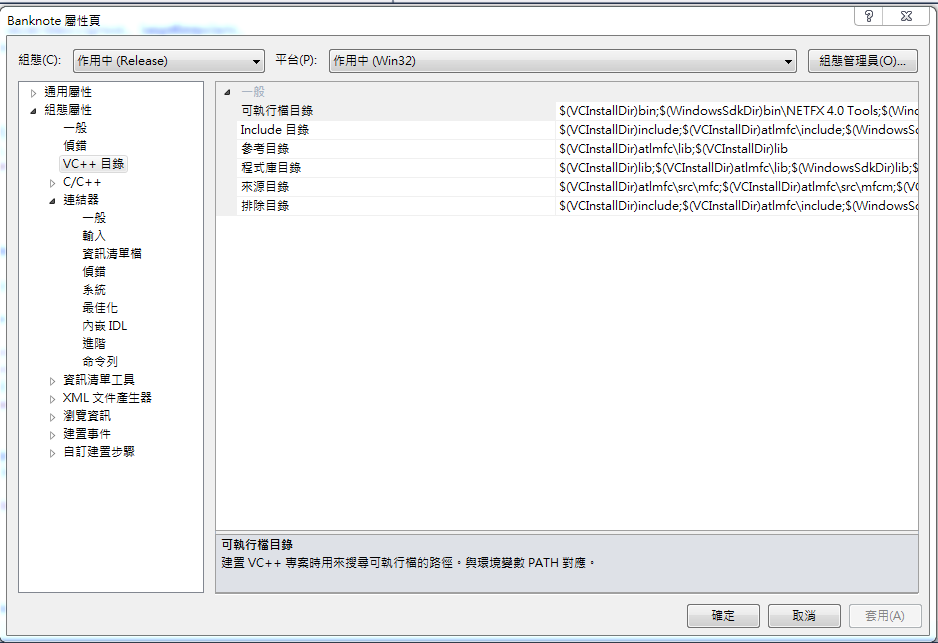 Banknote 屬性頁
組態(C): 作用中 (Release) 平台(P): 作用中 (Win32) 組態管理員(O)...
通用屬性
組態屬性
一般
偵錯
VC++ 目錄
C/C++
連結器
一般
輸入
資訊清單檔
偵錯
系統
最佳化
內嵌 IDL
進階
命令列
資訊清單工具
XML 文件產生器
瀏覽資訊
建置事件
自訂建置步驟
一般
可執行檔目錄 $(VCInstallDir)bin;$(WindowsSdkDir)bin\NETFX 4.0 Tools;$(Wind
Include 目錄 $(VCInstallDir)include;$(VCInstallDir)atlmfc\include;$(WindowsSd
參考目錄 $(VCInstallDir)atlmfc\lib;$(VCInstallDir)lib
程式庫目錄 $(VCInstallDir)lib;$(VCInstallDir)atlmfc\lib;$(WindowsSdkDir)lib;$
來源目錄 $(VCInstallDir)atlmfc\src\mfc;$(VCInstallDir)atlmfc\src\mfcm;$(VC
排除目錄 $(VCInstallDir)include;$(VCInstallDir)atlmfc\include;$(WindowsSd
可執行檔目錄
建置 VC++ 專案時用來搜尋可執行檔的路徑。與環境變數 PATH 對應。
確定 取消 套用(A)